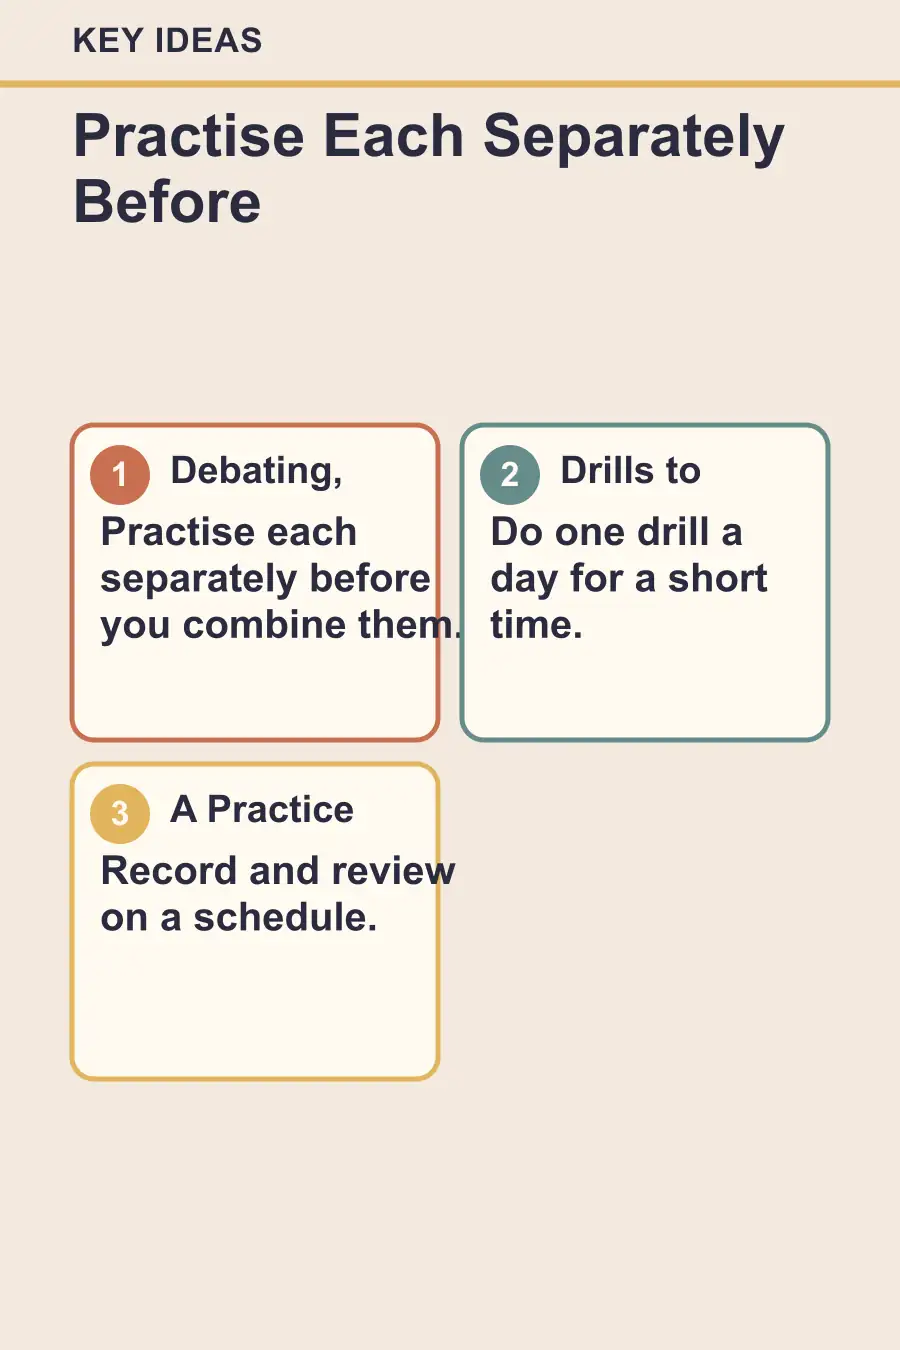 KEY IDEAS
Practise Each Separately
Before
1 Debating,
Practise each
separately before
you combine them.
2 Drills to
Do one drill a
day for a short
time.
3 A Practice
Record and review
on a schedule.